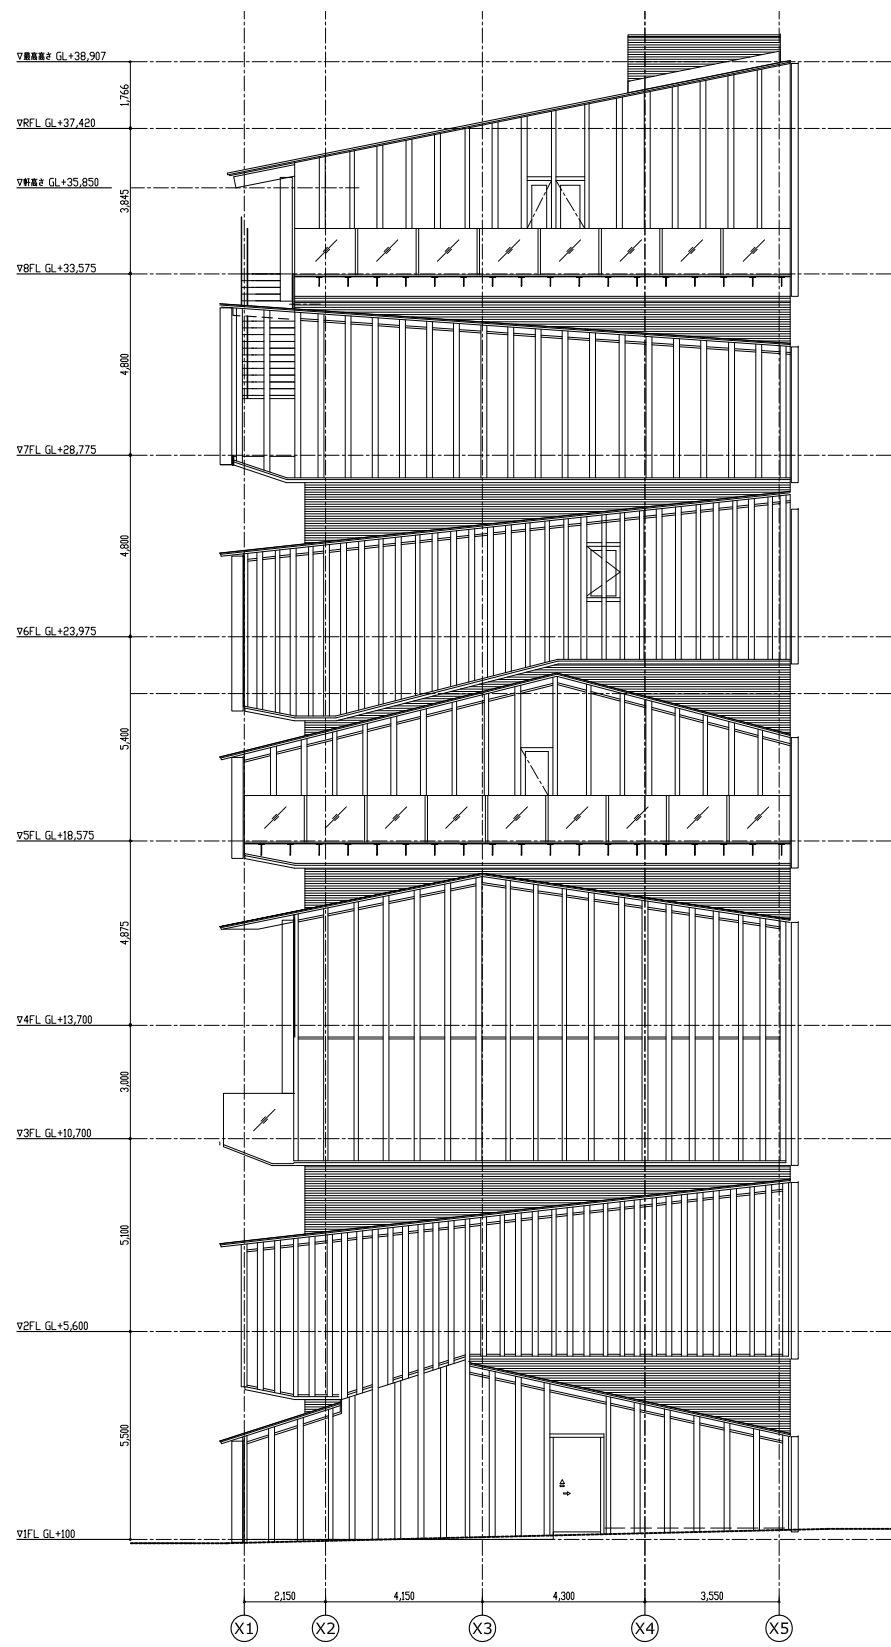 ▽最高高さ GL+38,907
1,766
▽RFL GL+37,420
▽軒高さ GL+35,850
3,845
▽8FL GL+33,575
4,800
▽7FL GL+28,775
4,800
▽6FL GL+23,975
5,400
▽5FL GL+18,575
4,875
▽4FL GL+13,700
3,000
▽3FL GL+10,700
5,100
▽2FL GL+5,600
5,500
▽1FL GL+100
2,150 4,150 4,300 3,550
X1 X2 X3 X4 X5